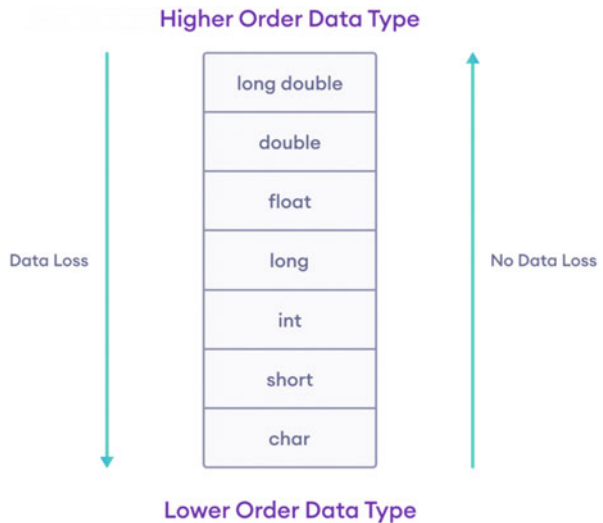 Higher Order Data Type
long double
double
float
Data Loss
long
No Data Loss
int
short
char
Lower Order Data Type